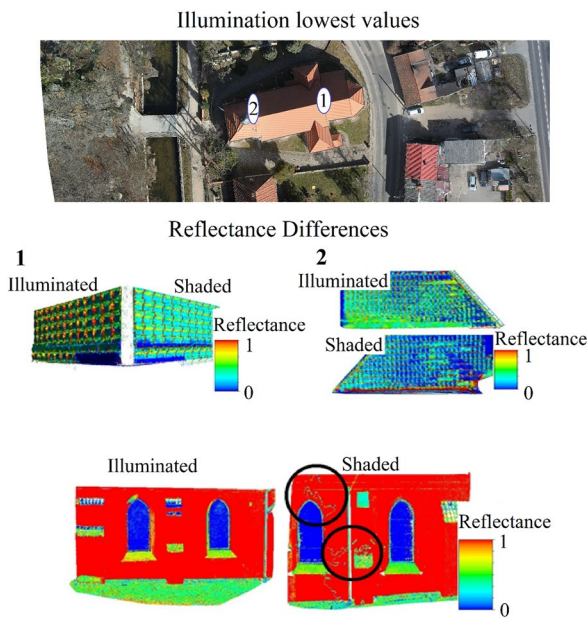 Illumination lowest values
2
1
Reflectance Differences
1
2
Illuminated
Shaded
Illuminated
Reflectance
1
0
Shaded
Reflectance
1
0
Illuminated
Shaded
Reflectance
1
0